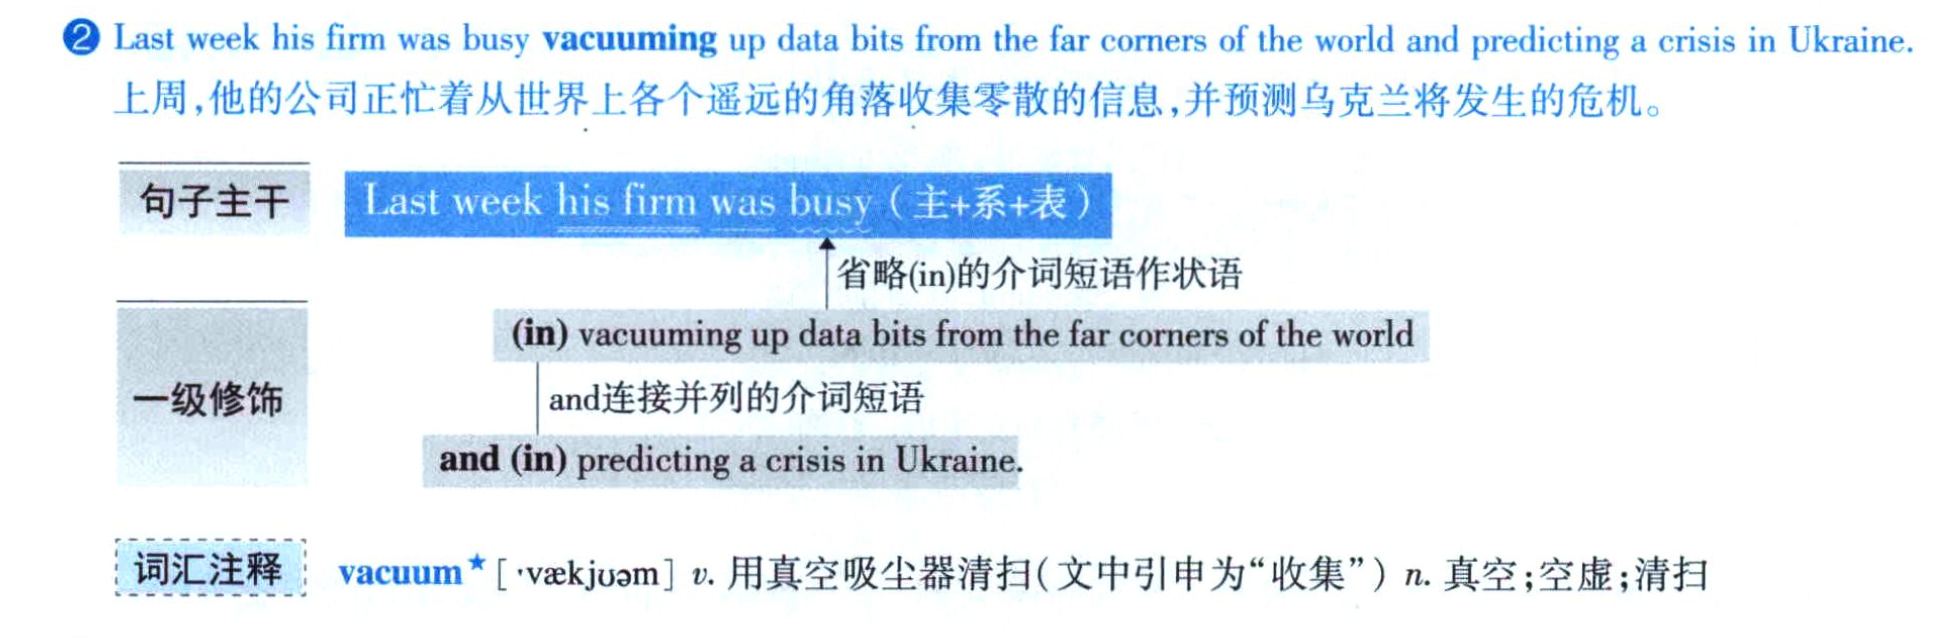 ❷ Last week his firm was busy vacuuming up data bits from the far corners of the world and predicting a crisis in Ukraine.
上周,他的公司正忙着从世界上各个遥远的角落收集零散的信息,并预测乌克兰将发生的危机。
句子主干 Last week his firm was busy（主+系+表）
省略(in)的介词短语作状语
(in) vacuuming up data bits from the far corners of the world
一级修饰 and连接并列的介词短语
and (in) predicting a crisis in Ukraine.
词汇注释 vacuum★ [ˈvækjʊəm] v. 用真空吸尘器清扫(文中引申为“收集”) n. 真空;空虚;清扫